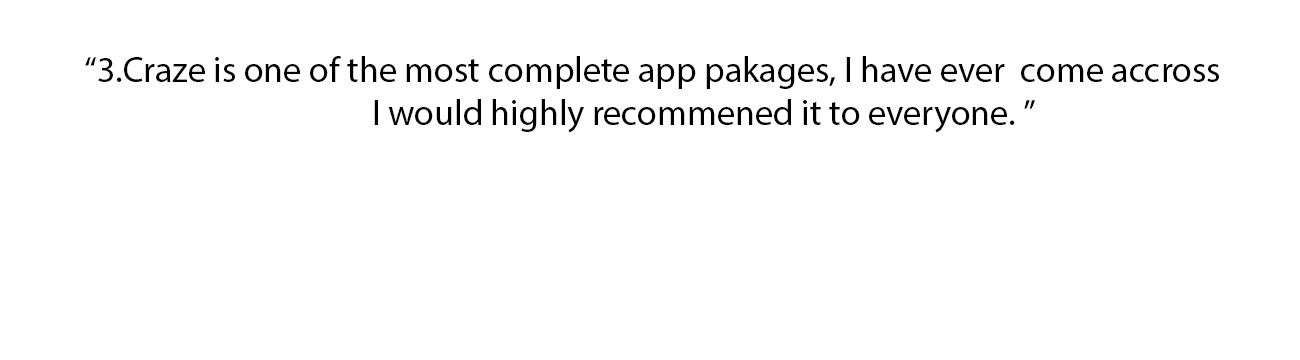 “3.Craze is one of the most complete app pakages, I have ever  come accross
I would highly recommened it to everyone. ”